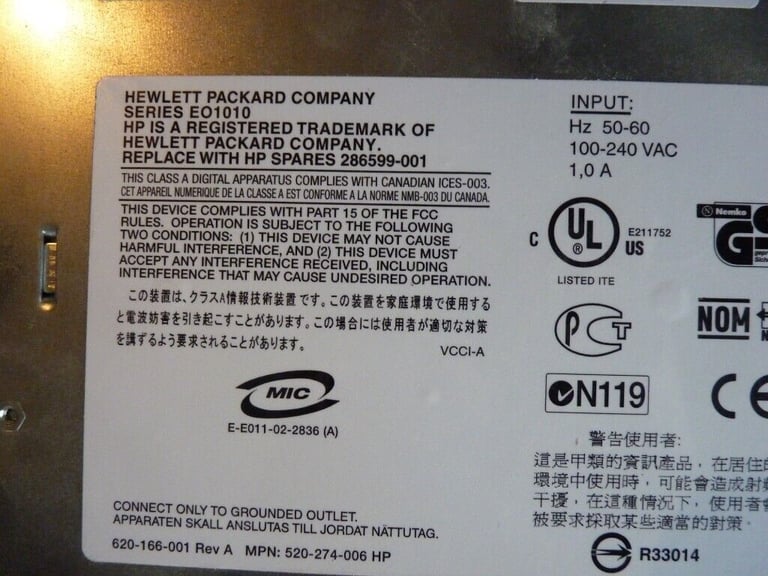 HEWLETT PACKARD COMPANY
SERIES EO1010
HP IS A REGISTERED TRADEMARK OF
HEWLETT PACKARD COMPANY.
REPLACE WITH HP SPARES 286599-001
THIS CLASS A DIGITAL APPARATUS COMPLIES WITH CANADIAN ICES-003.
CET APPAREIL NUMERIQUE DE LA CLASSE A EST CONFORME A LA NORME NMB-003 DU CANADA.
THIS DEVICE COMPLIES WITH PART 15 OF THE FCC
RULES. OPERATION IS SUBJECT TO THE FOLLOWING
TWO CONDITIONS: (1) THIS DEVICE MAY NOT CAUSE
HARMFUL INTERFERENCE, AND (2) THIS DEVICE MUST
ACCEPT ANY INTERFERENCE RECEIVED, INCLUDING
INTERFERENCE THAT MAY CAUSE UNDESIRED OPERATION.
この装置は、クラスA情報技術装置です。この装置を家庭環境で使用する
と電波妨害を引き起こすことがあります。この場合には使用者が適切な対策
を講ずるよう要求されることがあります。
VCCI-A
MIC
E-E011-02-2836 (A)
CONNECT ONLY TO GROUNDED OUTLET.
APPARATEN SKALL ANSLUTAS TILL JORDAT NÄTTUTAG.
620-166-001 Rev A MPN: 520-274-006 HP
INPUT:
Hz 50-60
100-240 VAC
1,0 A
C UL ® US
E211752
LISTED ITE
Nemko
GS
PCT
NOM
N119
CE
警告使用者:
這是甲類的資訊產品，在居住的
環境中使用時，可能會造成射頻
干擾，在這種情況下，使用者會
被要求採取某些適當的對策。
R33014